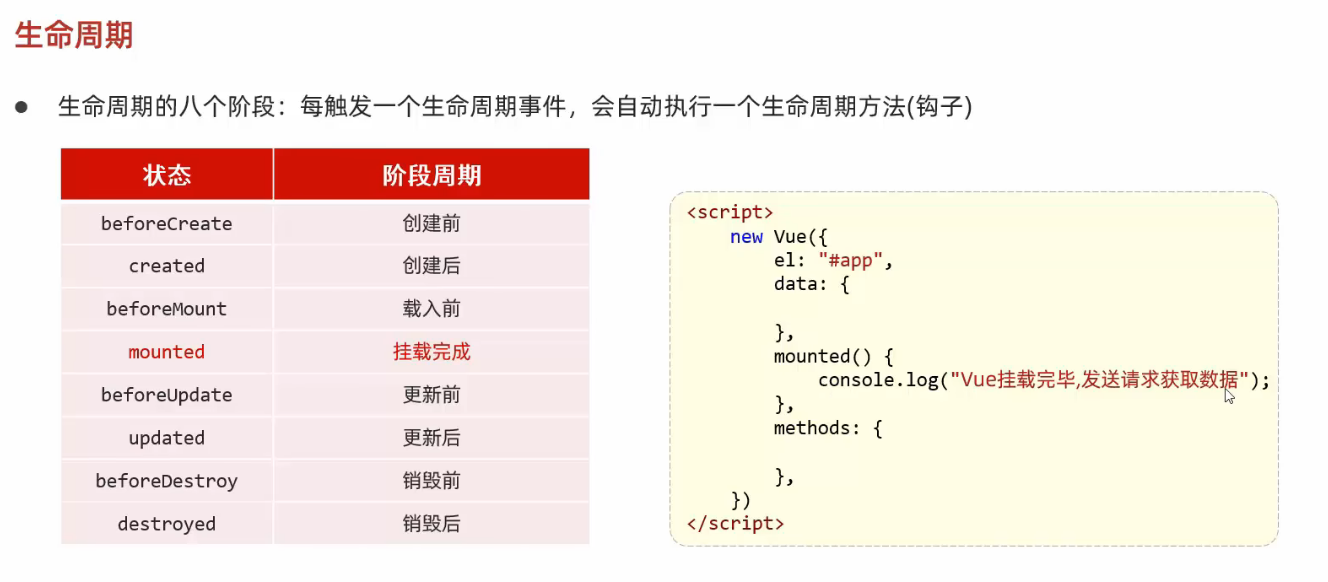 生命周期
● 生命周期的八个阶段：每触发一个生命周期事件，会自动执行一个生命周期方法(钩子)
状态 阶段周期
beforeCreate 创建前
created 创建后
beforeMount 载入前
mounted 挂载完成
beforeUpdate 更新前
updated 更新后
beforeDestroy 销毁前
destroyed 销毁后
<script>
new Vue({
el: "#app",
data: {
},
mounted() {
console.log("Vue挂载完毕,发送请求获取数据");
},
methods: {
},
})
</script>